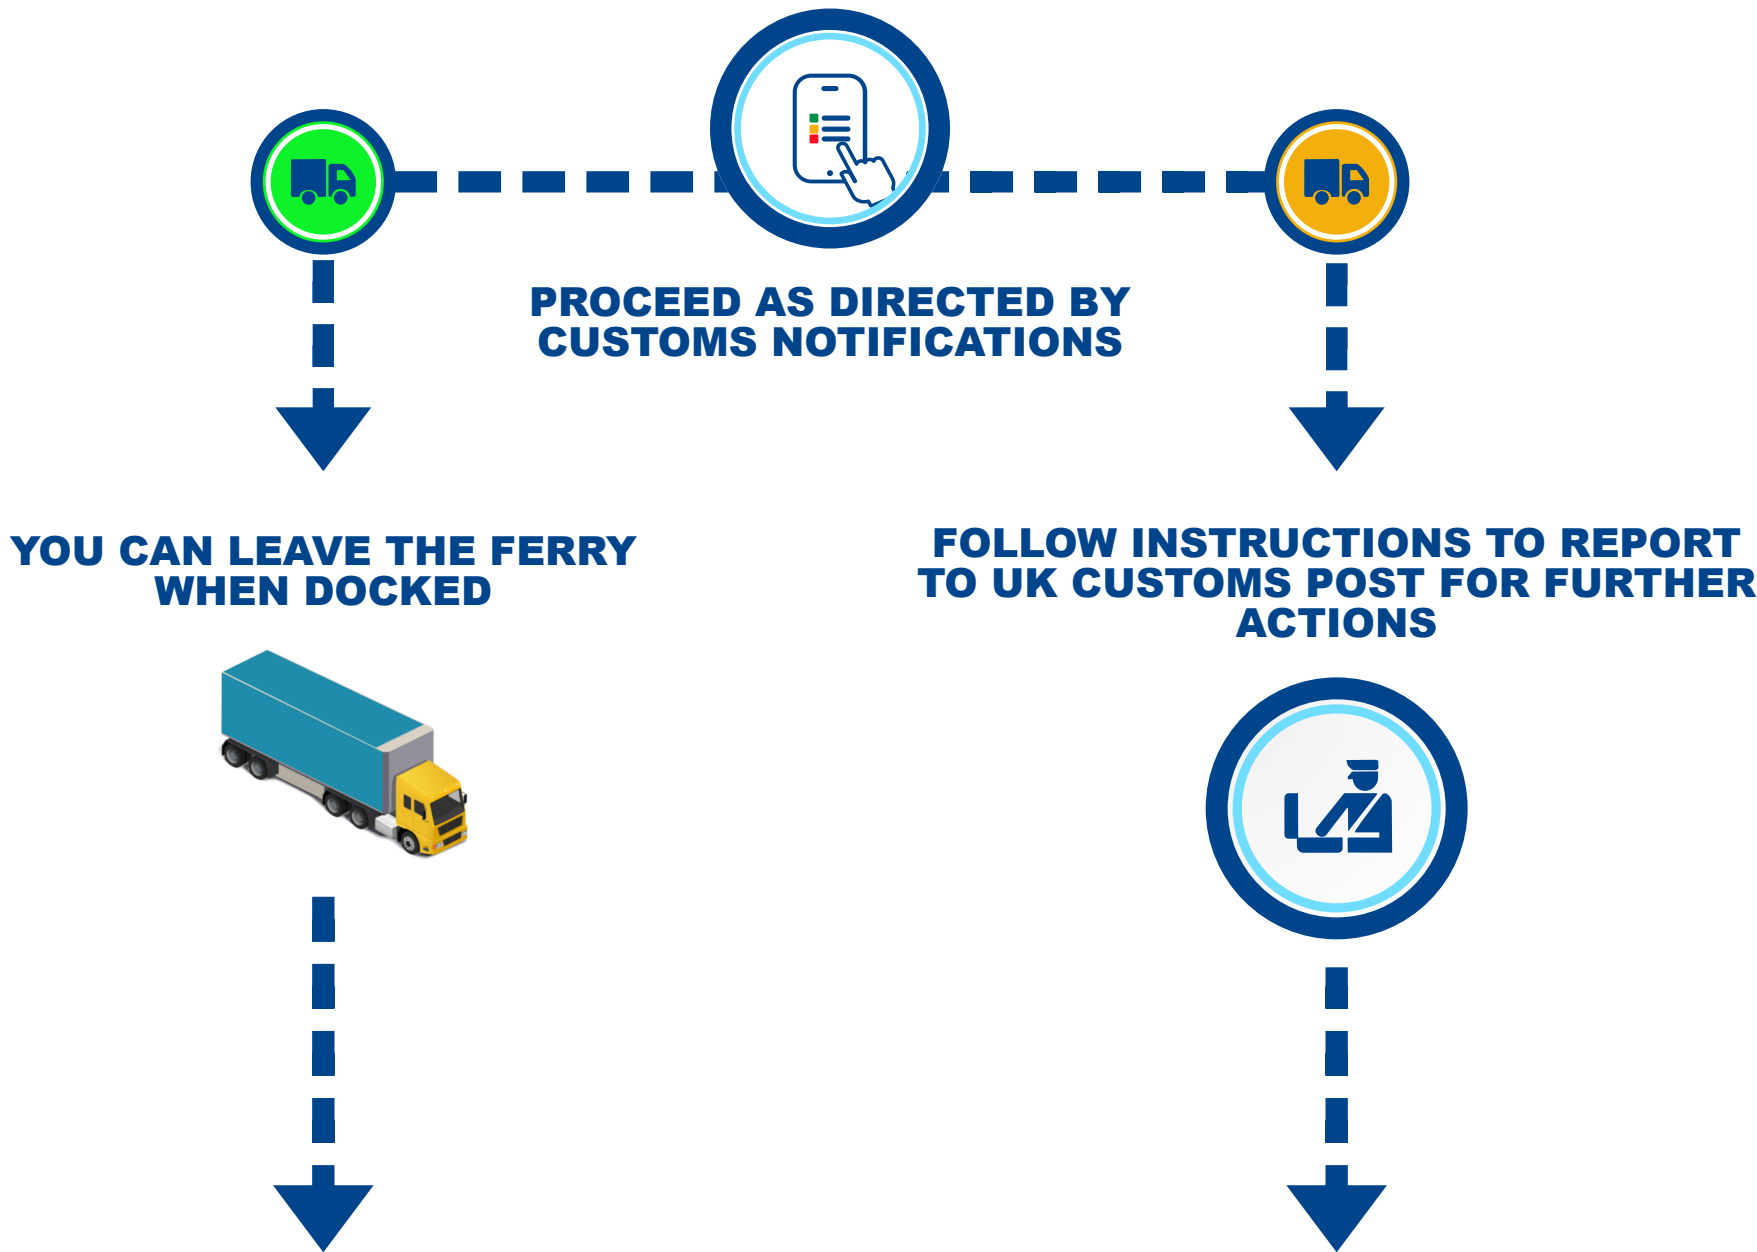 PROCEED AS DIRECTED BY
CUSTOMS NOTIFICATIONS
YOU CAN LEAVE THE FERRY
WHEN DOCKED
FOLLOW INSTRUCTIONS TO REPORT
TO UK CUSTOMS POST FOR FURTHER
ACTIONS